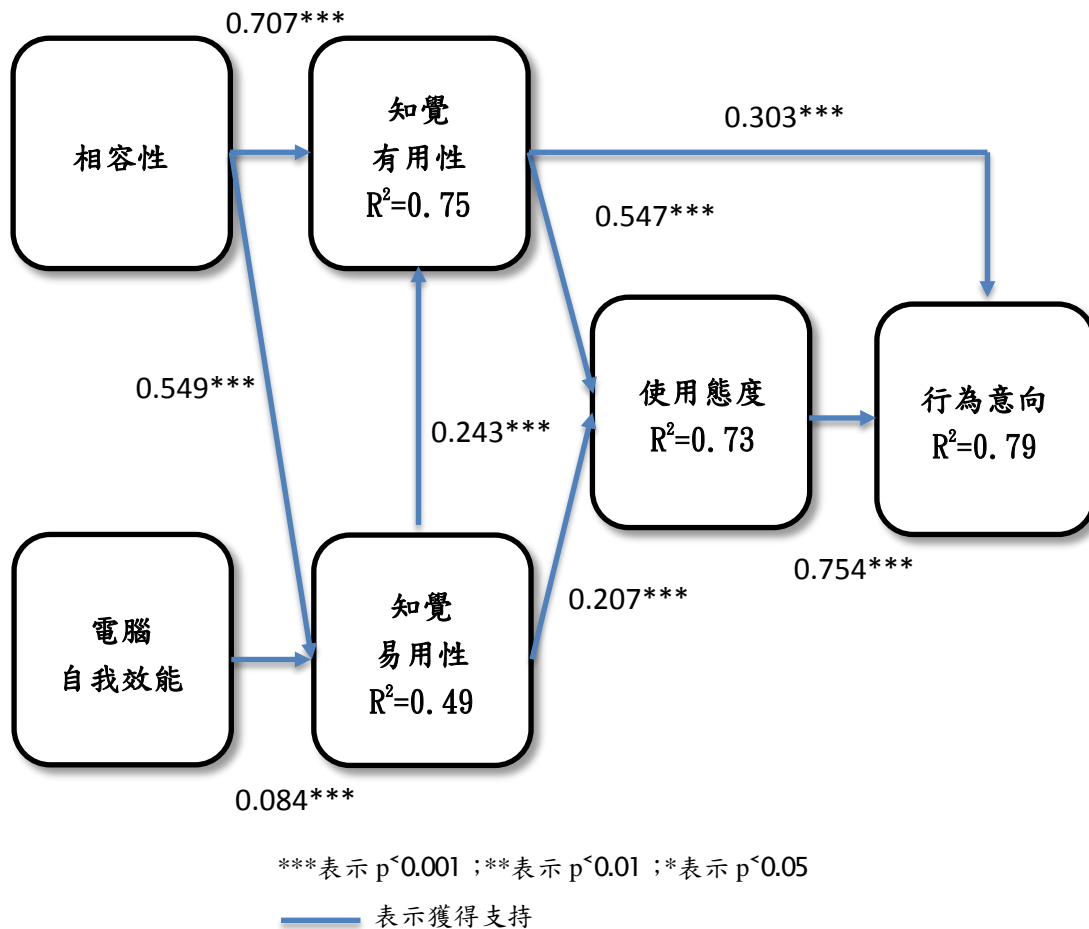 0.707***
相容性
知覺
有用性
R²=0.75
0.303***
0.547***
0.549***
0.243***
使用態度
R²=0.73
行為意向
R²=0.79
0.754***
0.207***
電腦
自我效能
知覺
易用性
R²=0.49
0.084***
***表示 p<0.001 ;**表示 p<0.01 ;*表示 p<0.05
表示獲得支持